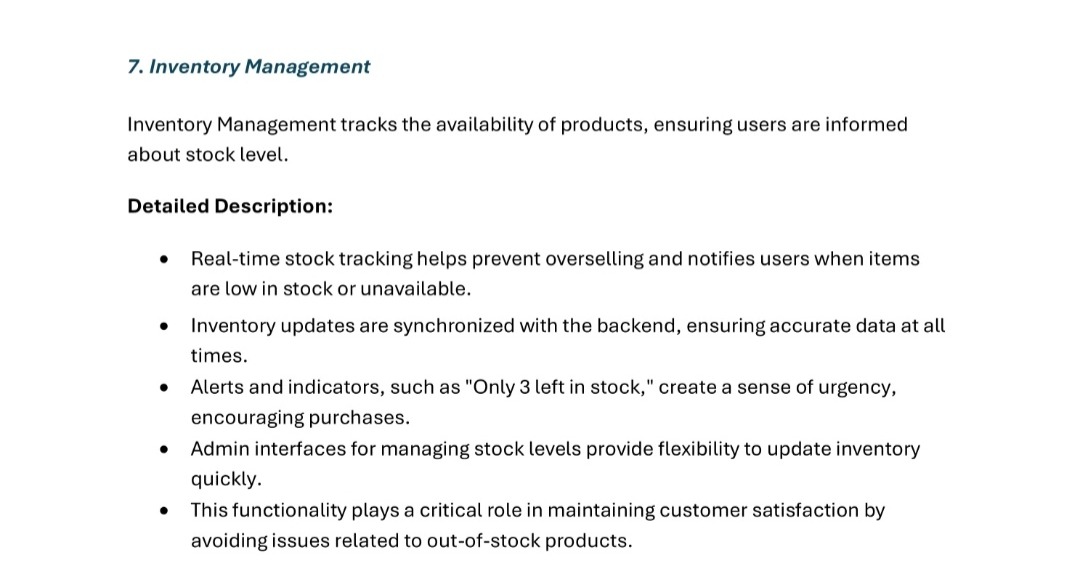 7. Inventory Management
Inventory Management tracks the availability of products, ensuring users are informed
about stock level.
Detailed Description:
• Real-time stock tracking helps prevent overselling and notifies users when items
are low in stock or unavailable.
• Inventory updates are synchronized with the backend, ensuring accurate data at all
times.
• Alerts and indicators, such as "Only 3 left in stock," create a sense of urgency,
encouraging purchases.
• Admin interfaces for managing stock levels provide flexibility to update inventory
quickly.
• This functionality plays a critical role in maintaining customer satisfaction by
avoiding issues related to out-of-stock products.